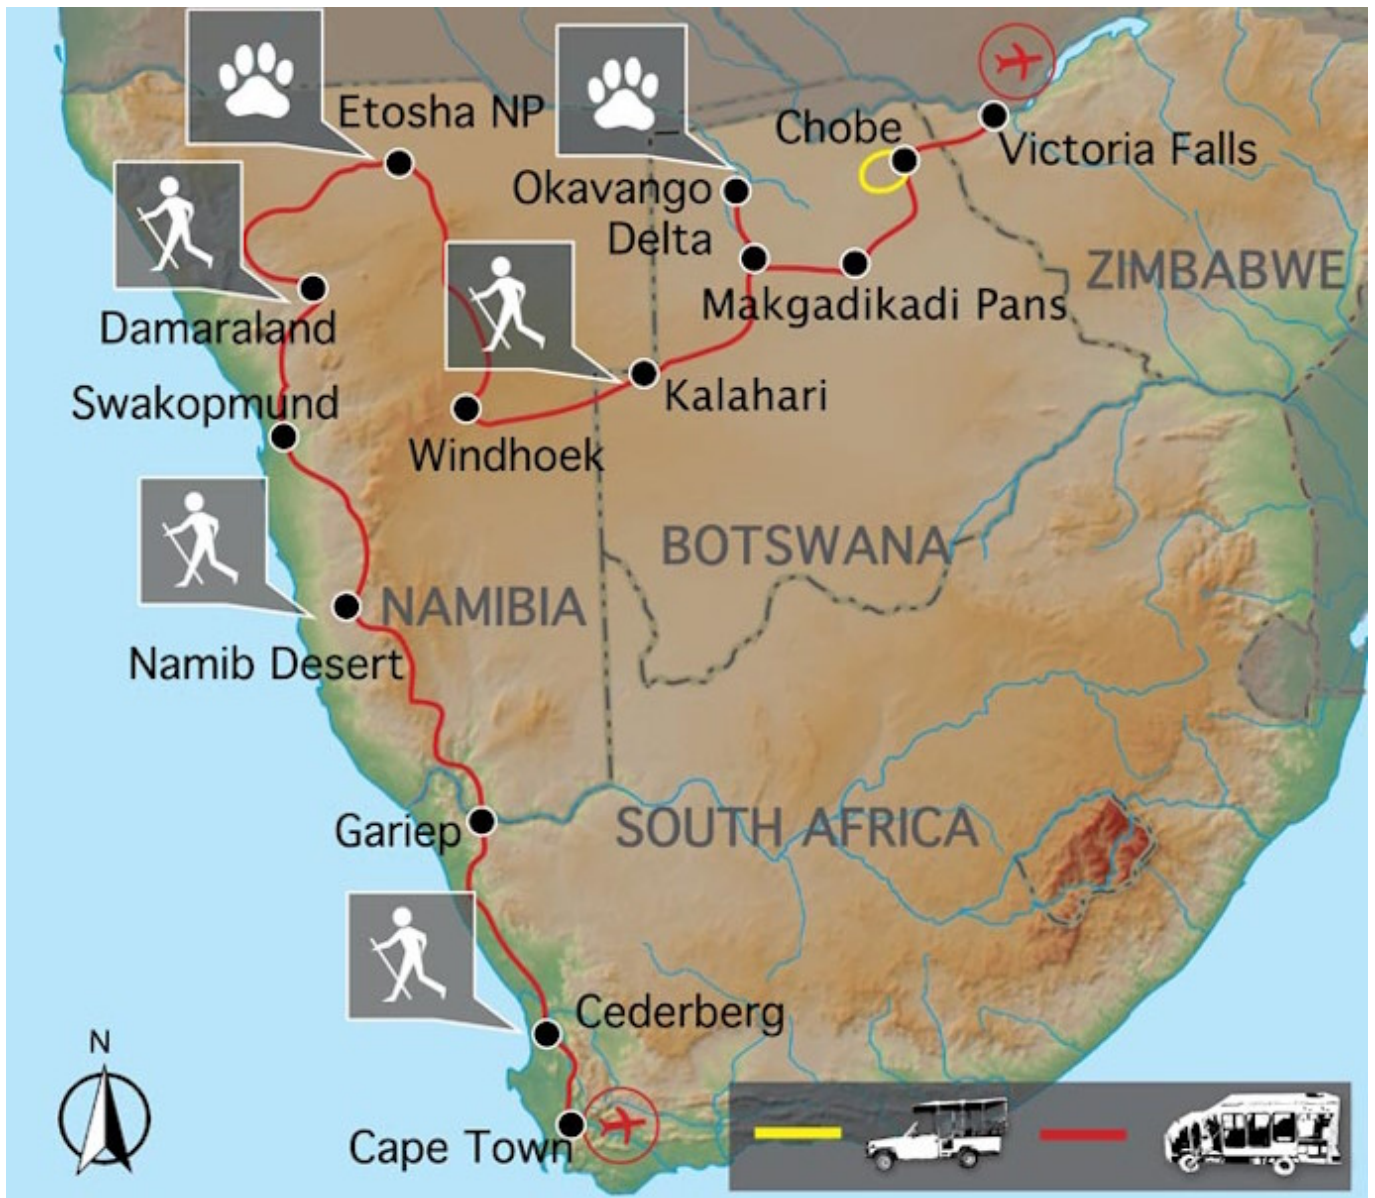 Etosha NP
Chobe
Victoria Falls
Okavango
Delta
ZIMBABWE
Makgadikadi Pans
Damaraland
Swakopmund
Kalahari
Windhoek
BOTSWANA
NAMIBIA
Namib Desert
Gariep
SOUTH AFRICA
Cederberg
N
Cape Town